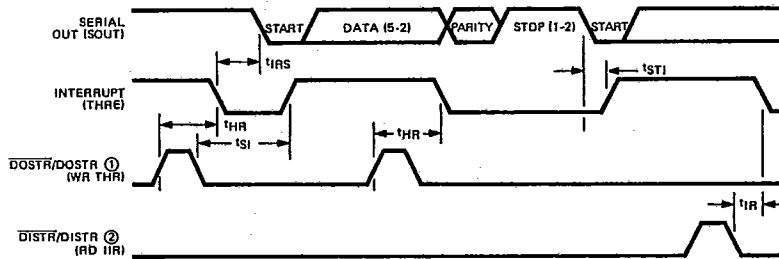 SERIAL
OUT (SOUT)
START
DATA (5-2)
PARITY
STOP (1-2)
START
tIRS
tSTI
INTERRUPT
(THRE)
tHR
tSI
tHR
DOSTR/DOSTR ①
(WR THR)
tIR
DISTR/DISTR ②
(RD IIR)